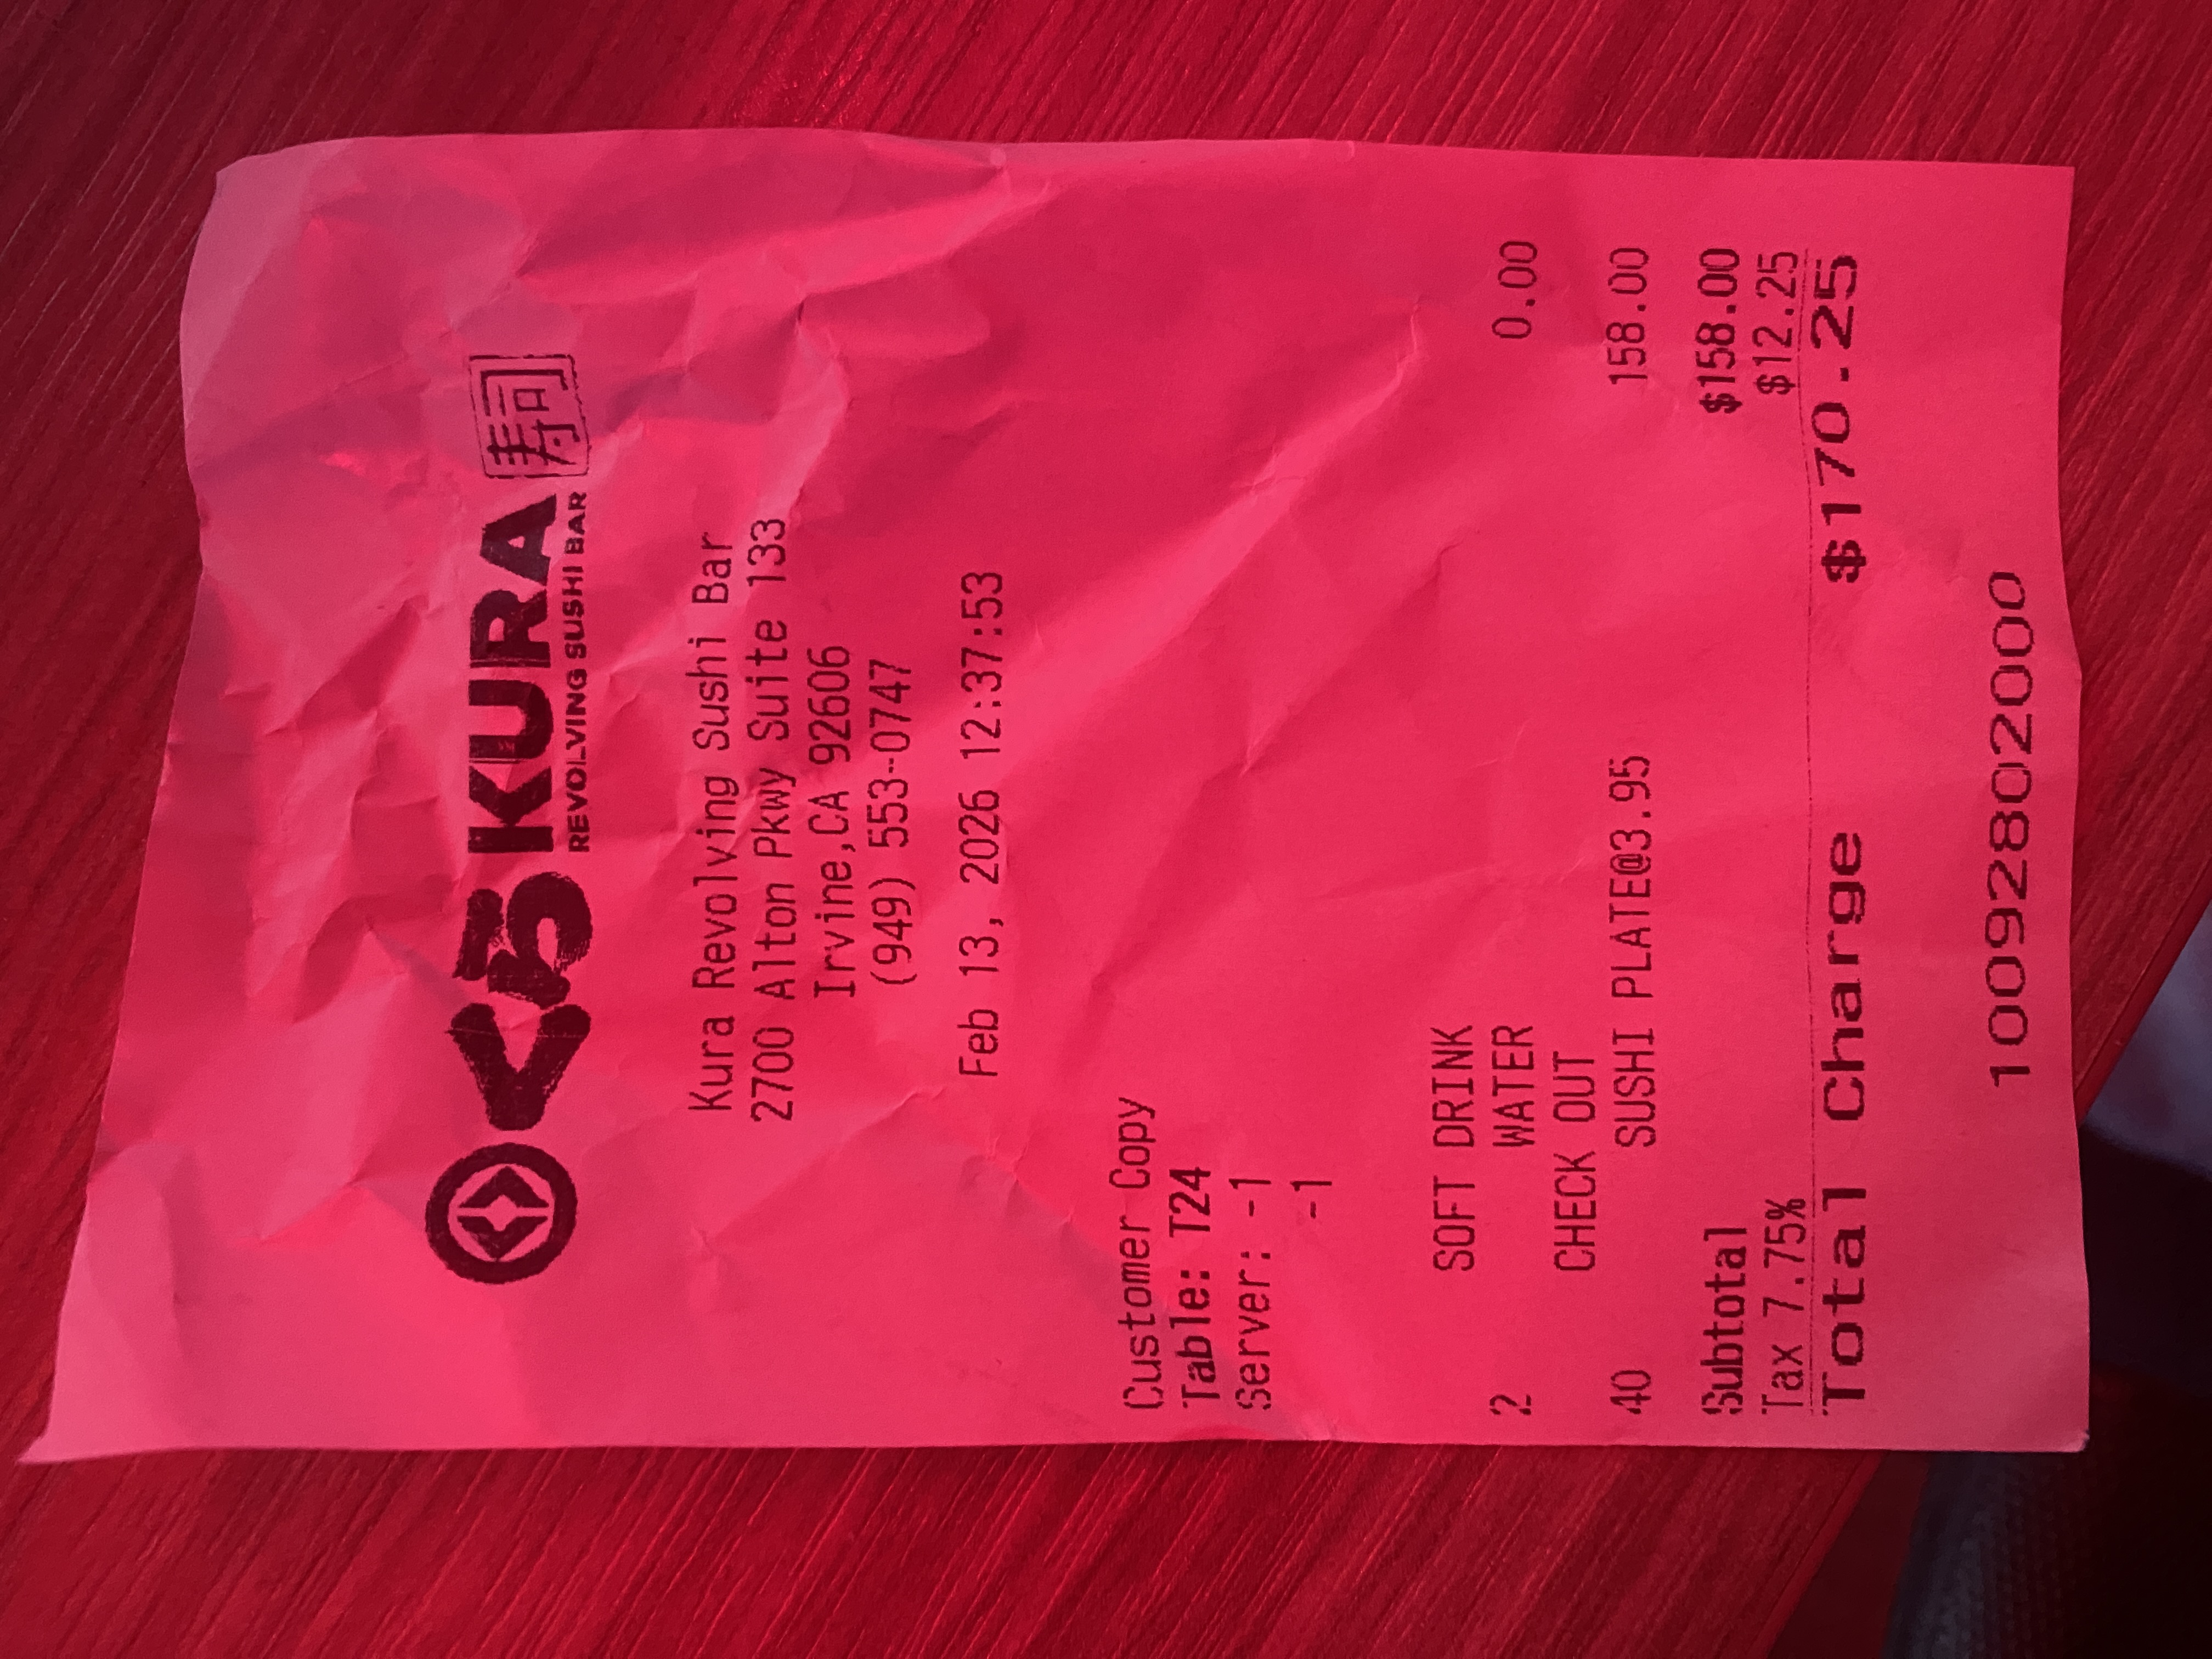 くら KURA 寿司
REVOLVING SUSHI BAR
Kura Revolving Sushi Bar
2700 Alton Pkwy Suite 133
Irvine,CA 92606
(949) 553-0747
Feb 13, 2026 12:37:53
Customer Copy
Table: T24
Server: -1
-1
SOFT DRINK
2 WATER 0.00
CHECK OUT
40 SUSHI PLATE@3.95 158.00
Subtotal $158.00
Tax 7.75% $12.25
Total Charge $170.25
10092802000